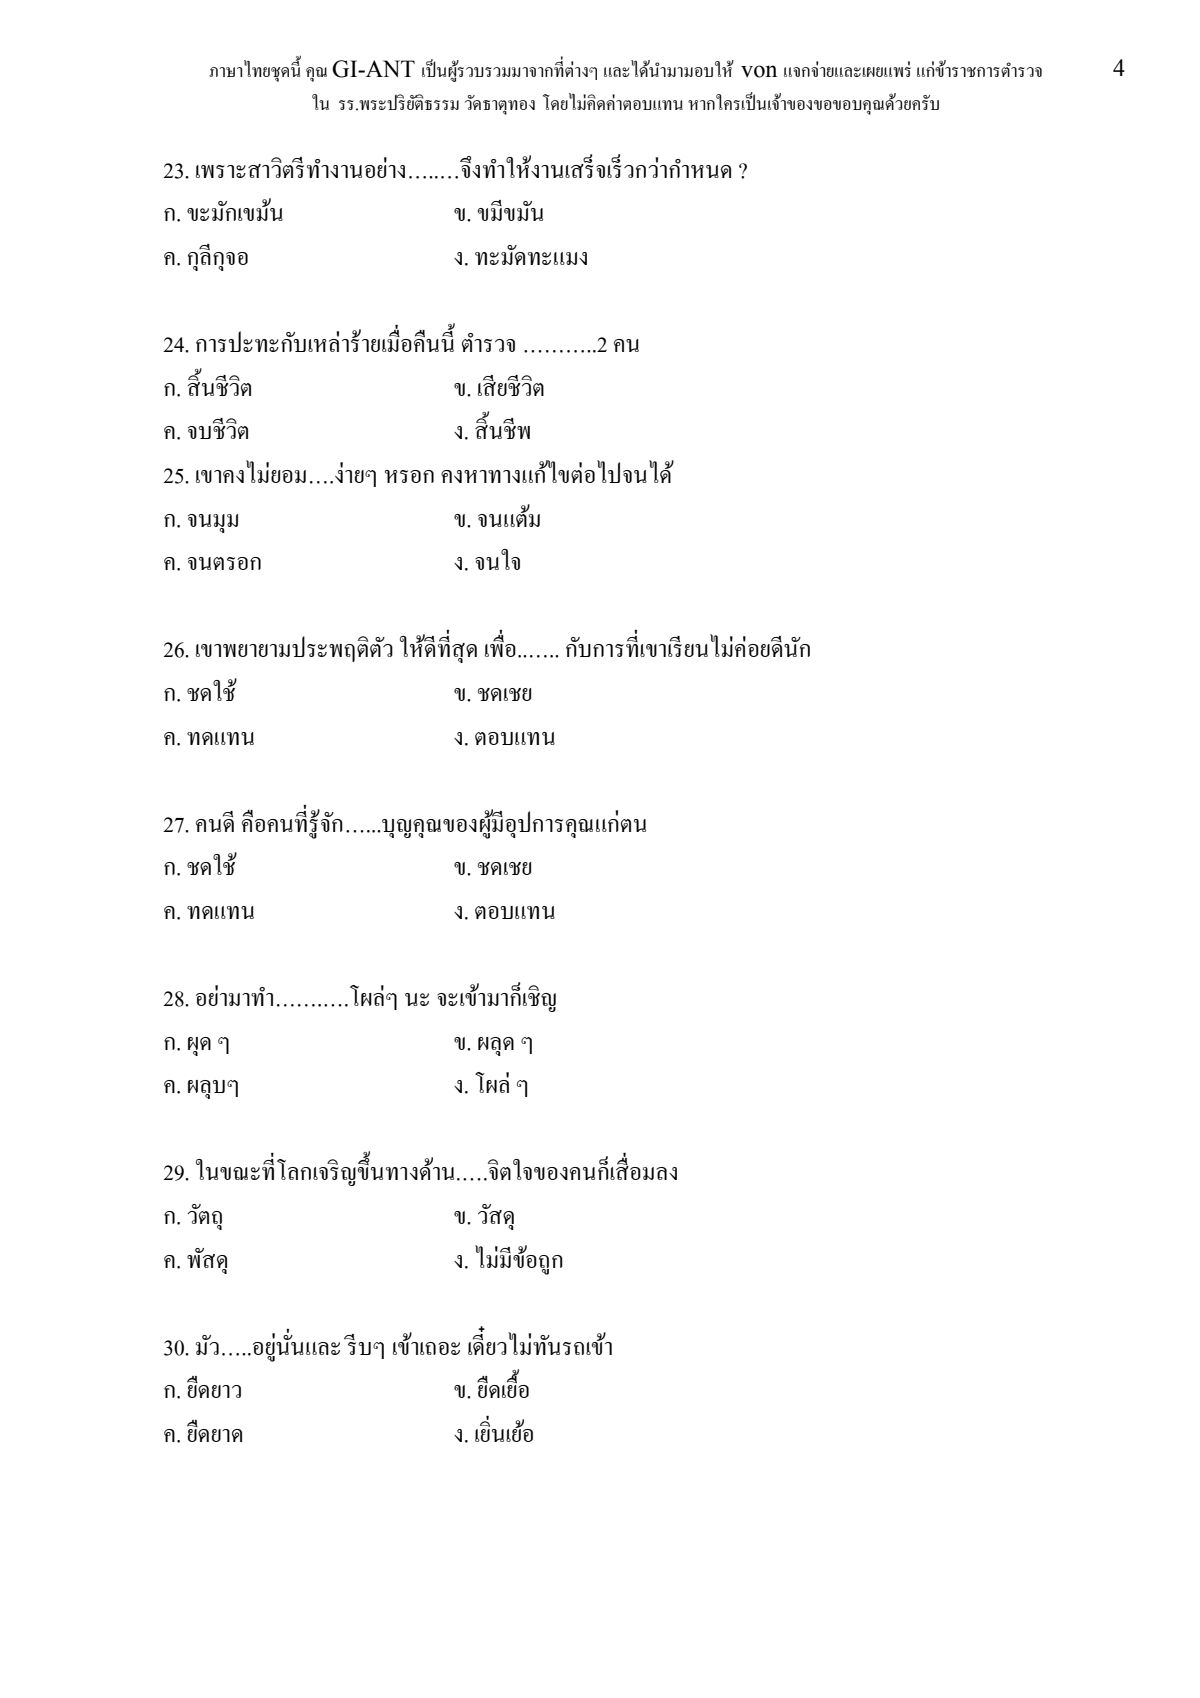 ภาษาไทยชุดนี้ คุณ GI-ANT เป็นผู้รวบรวมมาจากที่ต่างๆ และได้นำมามอบให้ von แจกจ่ายและเผยแพร่ แก่ข้าราชการตำรวจ 4
ใน รร.พระปริยัติธรรม วัดธาตุทอง โดยไม่คิดค่าตอบแทน หากใครเป็นเจ้าของขอขอบคุณด้วยครับ
23. เพราะสาวิตรีทำงานอย่าง…..…จึงทำให้งานเสร็จเร็วกว่ากำหนด ?
ก. ขะมักเขม้น ข. ขมีขมัน
ค. กุลีกุจอ ง. ทะมัดทะแมง
24. การปะทะกับเหล่าร้ายเมื่อคืนนี้ ตำรวจ ………..2 คน
ก. สิ้นชีวิต ข. เสียชีวิต
ค. จบชีวิต ง. สิ้นชีพ
25. เขาคงไม่ยอม….ง่ายๆ หรอก คงหาทางแก้ไขต่อไปจนได้
ก. จนมุม ข. จนแต้ม
ค. จนตรอก ง. จนใจ
26. เขาพยายามประพฤติตัว ให้ดีที่สุด เพื่อ..….. กับการที่เขาเรียนไม่ค่อยดีนัก
ก. ชดใช้ ข. ชดเชย
ค. ทดแทน ง. ตอบแทน
27. คนดี คือคนที่รู้จัก…...บุญคุณของผู้มีอุปการคุณแก่ตน
ก. ชดใช้ ข. ชดเชย
ค. ทดแทน ง. ตอบแทน
28. อย่ามาทำ…….….โผล่ๆ นะ จะเข้ามาก็เชิญ
ก. ผุด ๆ ข. ผลุด ๆ
ค. ผลุบๆ ง. โผล่ ๆ
29. ในขณะที่โลกเจริญขึ้นทางด้าน.….จิตใจของคนก็เสื่อมลง
ก. วัตถุ ข. วัสดุ
ค. พัสดุ ง. ไม่มีข้อถูก
30. มัว…..อยู่นั่นและ รีบๆ เข้าเถอะ เดี๋ยวไม่ทันรถเข้า
ก. ยืดยาว ข. ยืดเยื้อ
ค. ยืดยาด ง. เยิ่นเย้อ